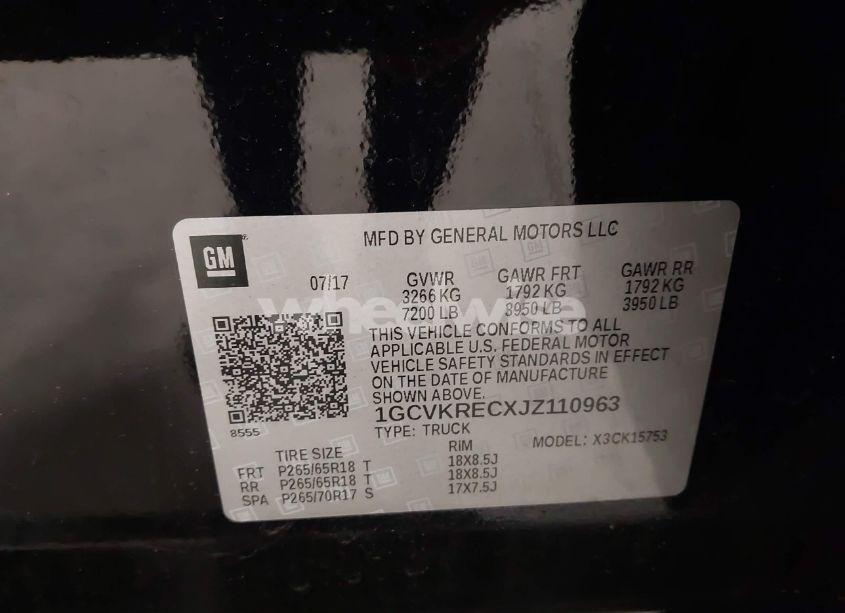 GM
MFD BY GENERAL MOTORS LLC
07/17 GVWR GAWR FRT GAWR RR
3266 KG 1792 KG 1792 KG
7200 LB 3950 LB 3950 LB
THIS VEHICLE CONFORMS TO ALL
APPLICABLE U.S. FEDERAL MOTOR
VEHICLE SAFETY STANDARDS IN EFFECT
ON THE DATE OF MANUFACTURE
SHOWN ABOVE.
8555
1GCVKRECXJZ110963
TYPE: TRUCK MODEL: X3CK15753
TIRE SIZE RIM
FRT P265/65R18 T 18X8.5J
RR P265/65R18 T 18X8.5J
SPA P265/70R17 S 17X7.5J